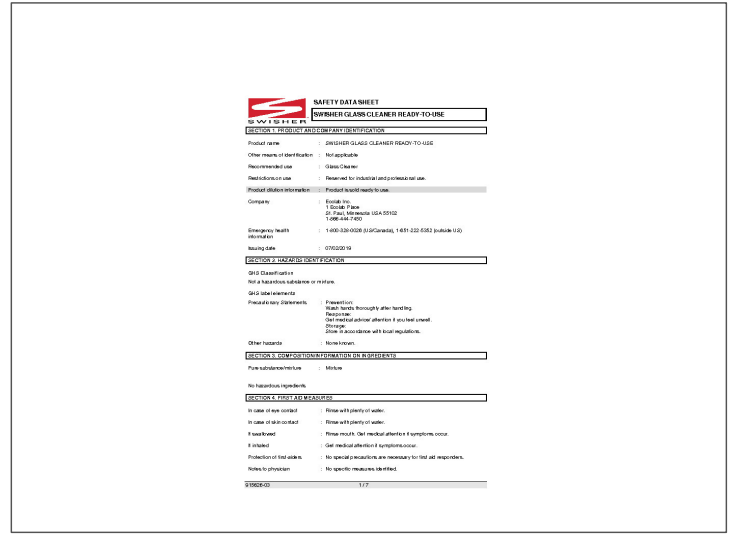 SWISHER
SAFETY DATA SHEET
SWISHER GLASS CLEANER READY-TO-USE
SECTION 1. PRODUCT AND COMPANY IDENTIFICATION
Product name : SWISHER GLASS CLEANER READY-TO-USE
Other means of identification : Not applicable
Recommended use : Glass Cleaner
Restrictions on use : Reserved for industrial and professional use.
Product dilution information : Product is sold ready to use.
Company : Ecolab Inc.
1 Ecolab Place
St. Paul, Minnesota USA 55102
1-866-444-7450
Emergency health information : 1-800-328-0026 (US/Canada), 1-651-222-5352 (outside US)
Issuing date : 07/02/2019
SECTION 2. HAZARDS IDENTIFICATION
GHS Classification
Not a hazardous substance or mixture.
GHS label elements
Precautionary Statements : Prevention:
Wash hands thoroughly after handling.
Response:
Get medical advice/ attention if you feel unwell.
Storage:
Store in accordance with local regulations.
Other hazards : None known.
SECTION 3. COMPOSITION/INFORMATION ON INGREDIENTS
Pure substance/mixture : Mixture
No hazardous ingredients
SECTION 4. FIRST AID MEASURES
In case of eye contact : Rinse with plenty of water.
In case of skin contact : Rinse with plenty of water.
If swallowed : Rinse mouth. Get medical attention if symptoms occur.
If inhaled : Get medical attention if symptoms occur.
Protection of first-aiders : No special precautions are necessary for first aid responders.
Notes to physician : No specific measures identified.
915626-03 1 / 7